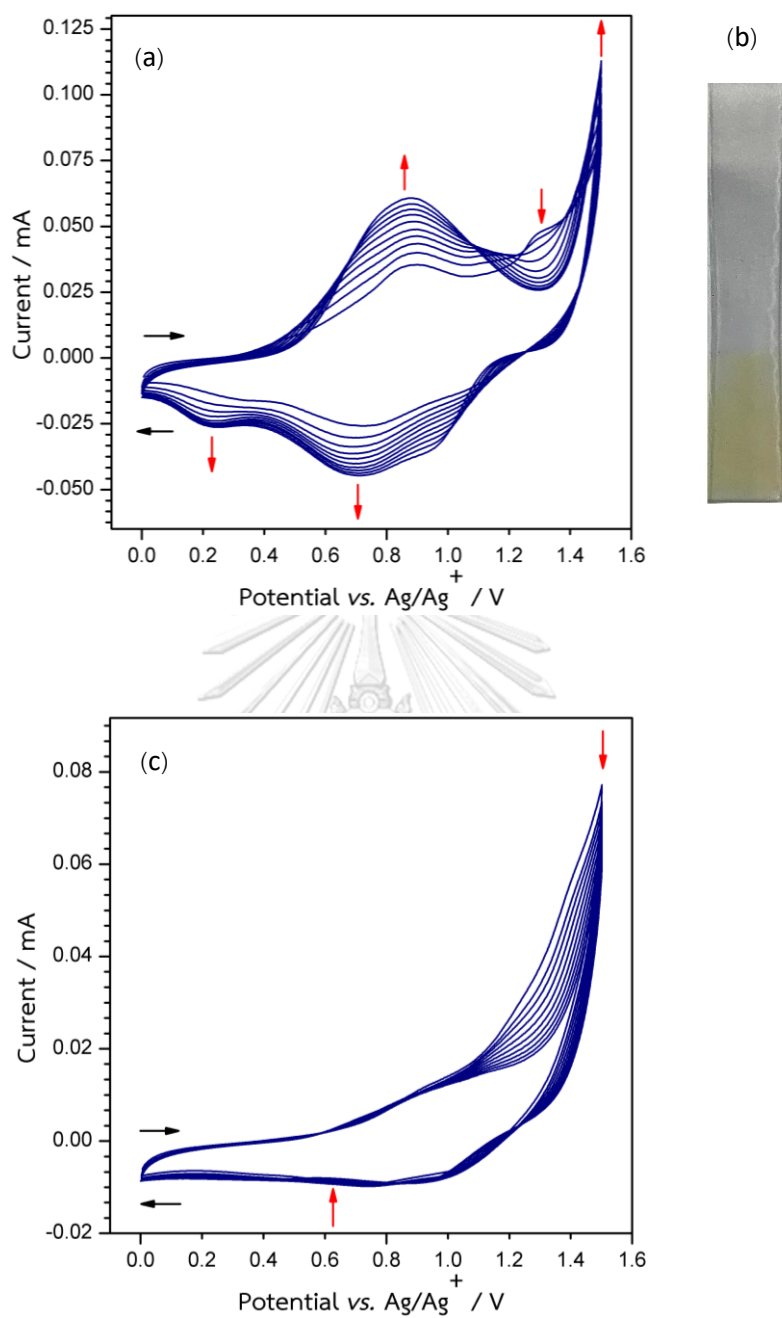 (a)
(b)
0.125
0.100
0.075
0.050
0.025
0.000
-0.025
-0.050
Current / mA
0.0 0.2 0.4 0.6 0.8 1.0 1.2 1.4 1.6
Potential vs. Ag/Ag+ / V
(c)
0.08
0.06
0.04
0.02
0.00
-0.02
Current / mA
0.0 0.2 0.4 0.6 0.8 1.0 1.2 1.4 1.6
Potential vs. Ag/Ag+ / V